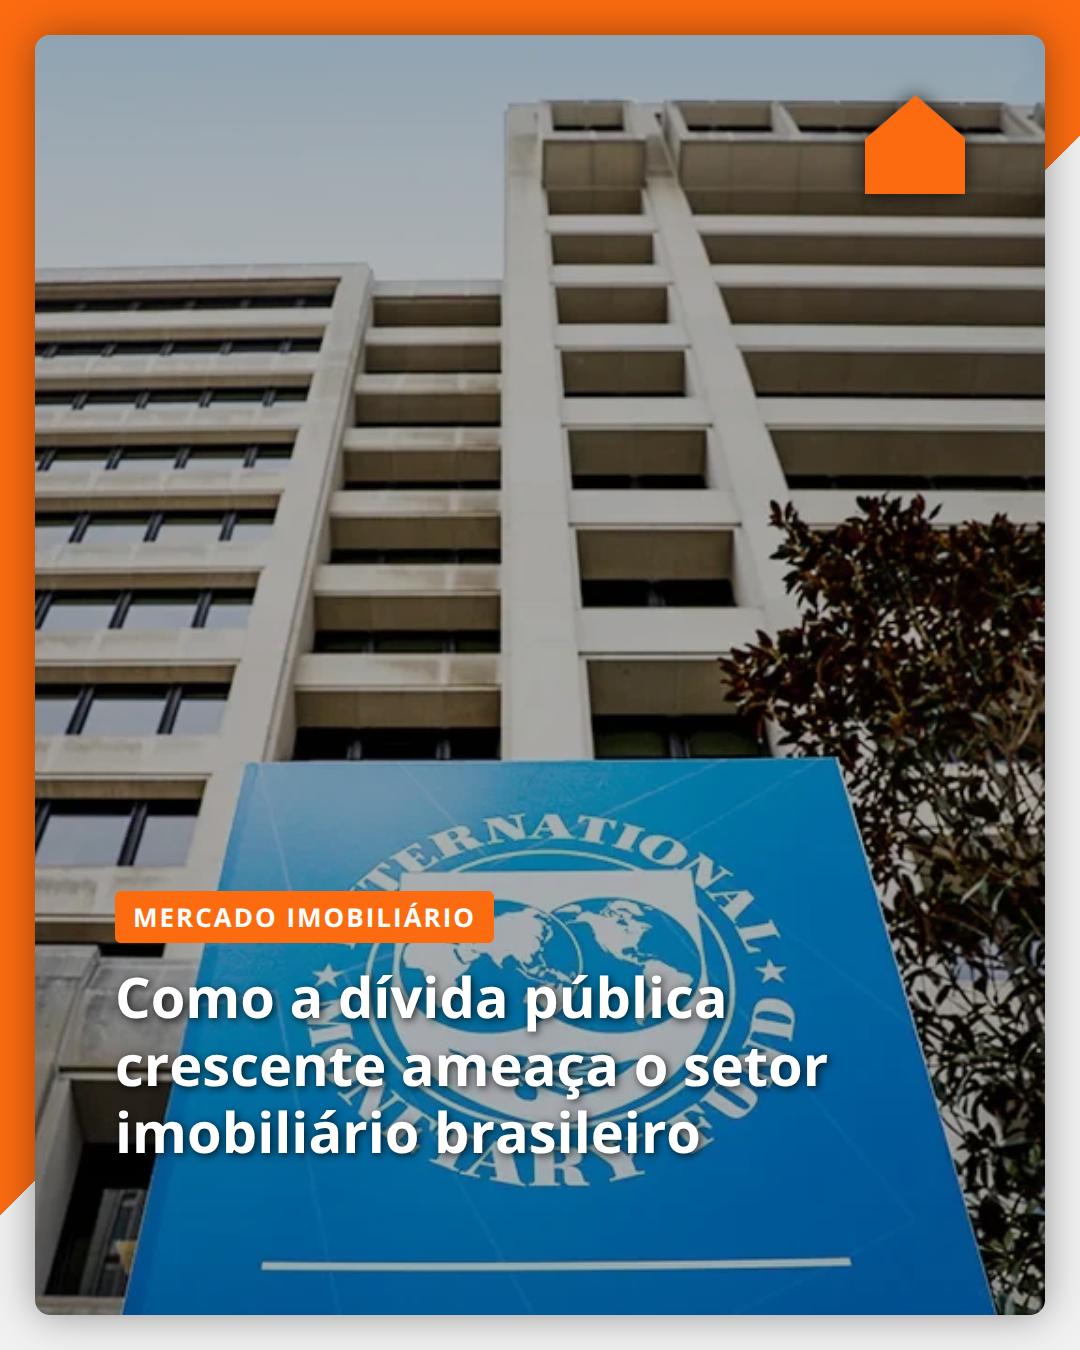 MERCADO IMOBILIÁRIO
Como a dívida pública
crescente ameaça o setor
imobiliário brasileiro
INTERNATIONAL
MONETARY FUND